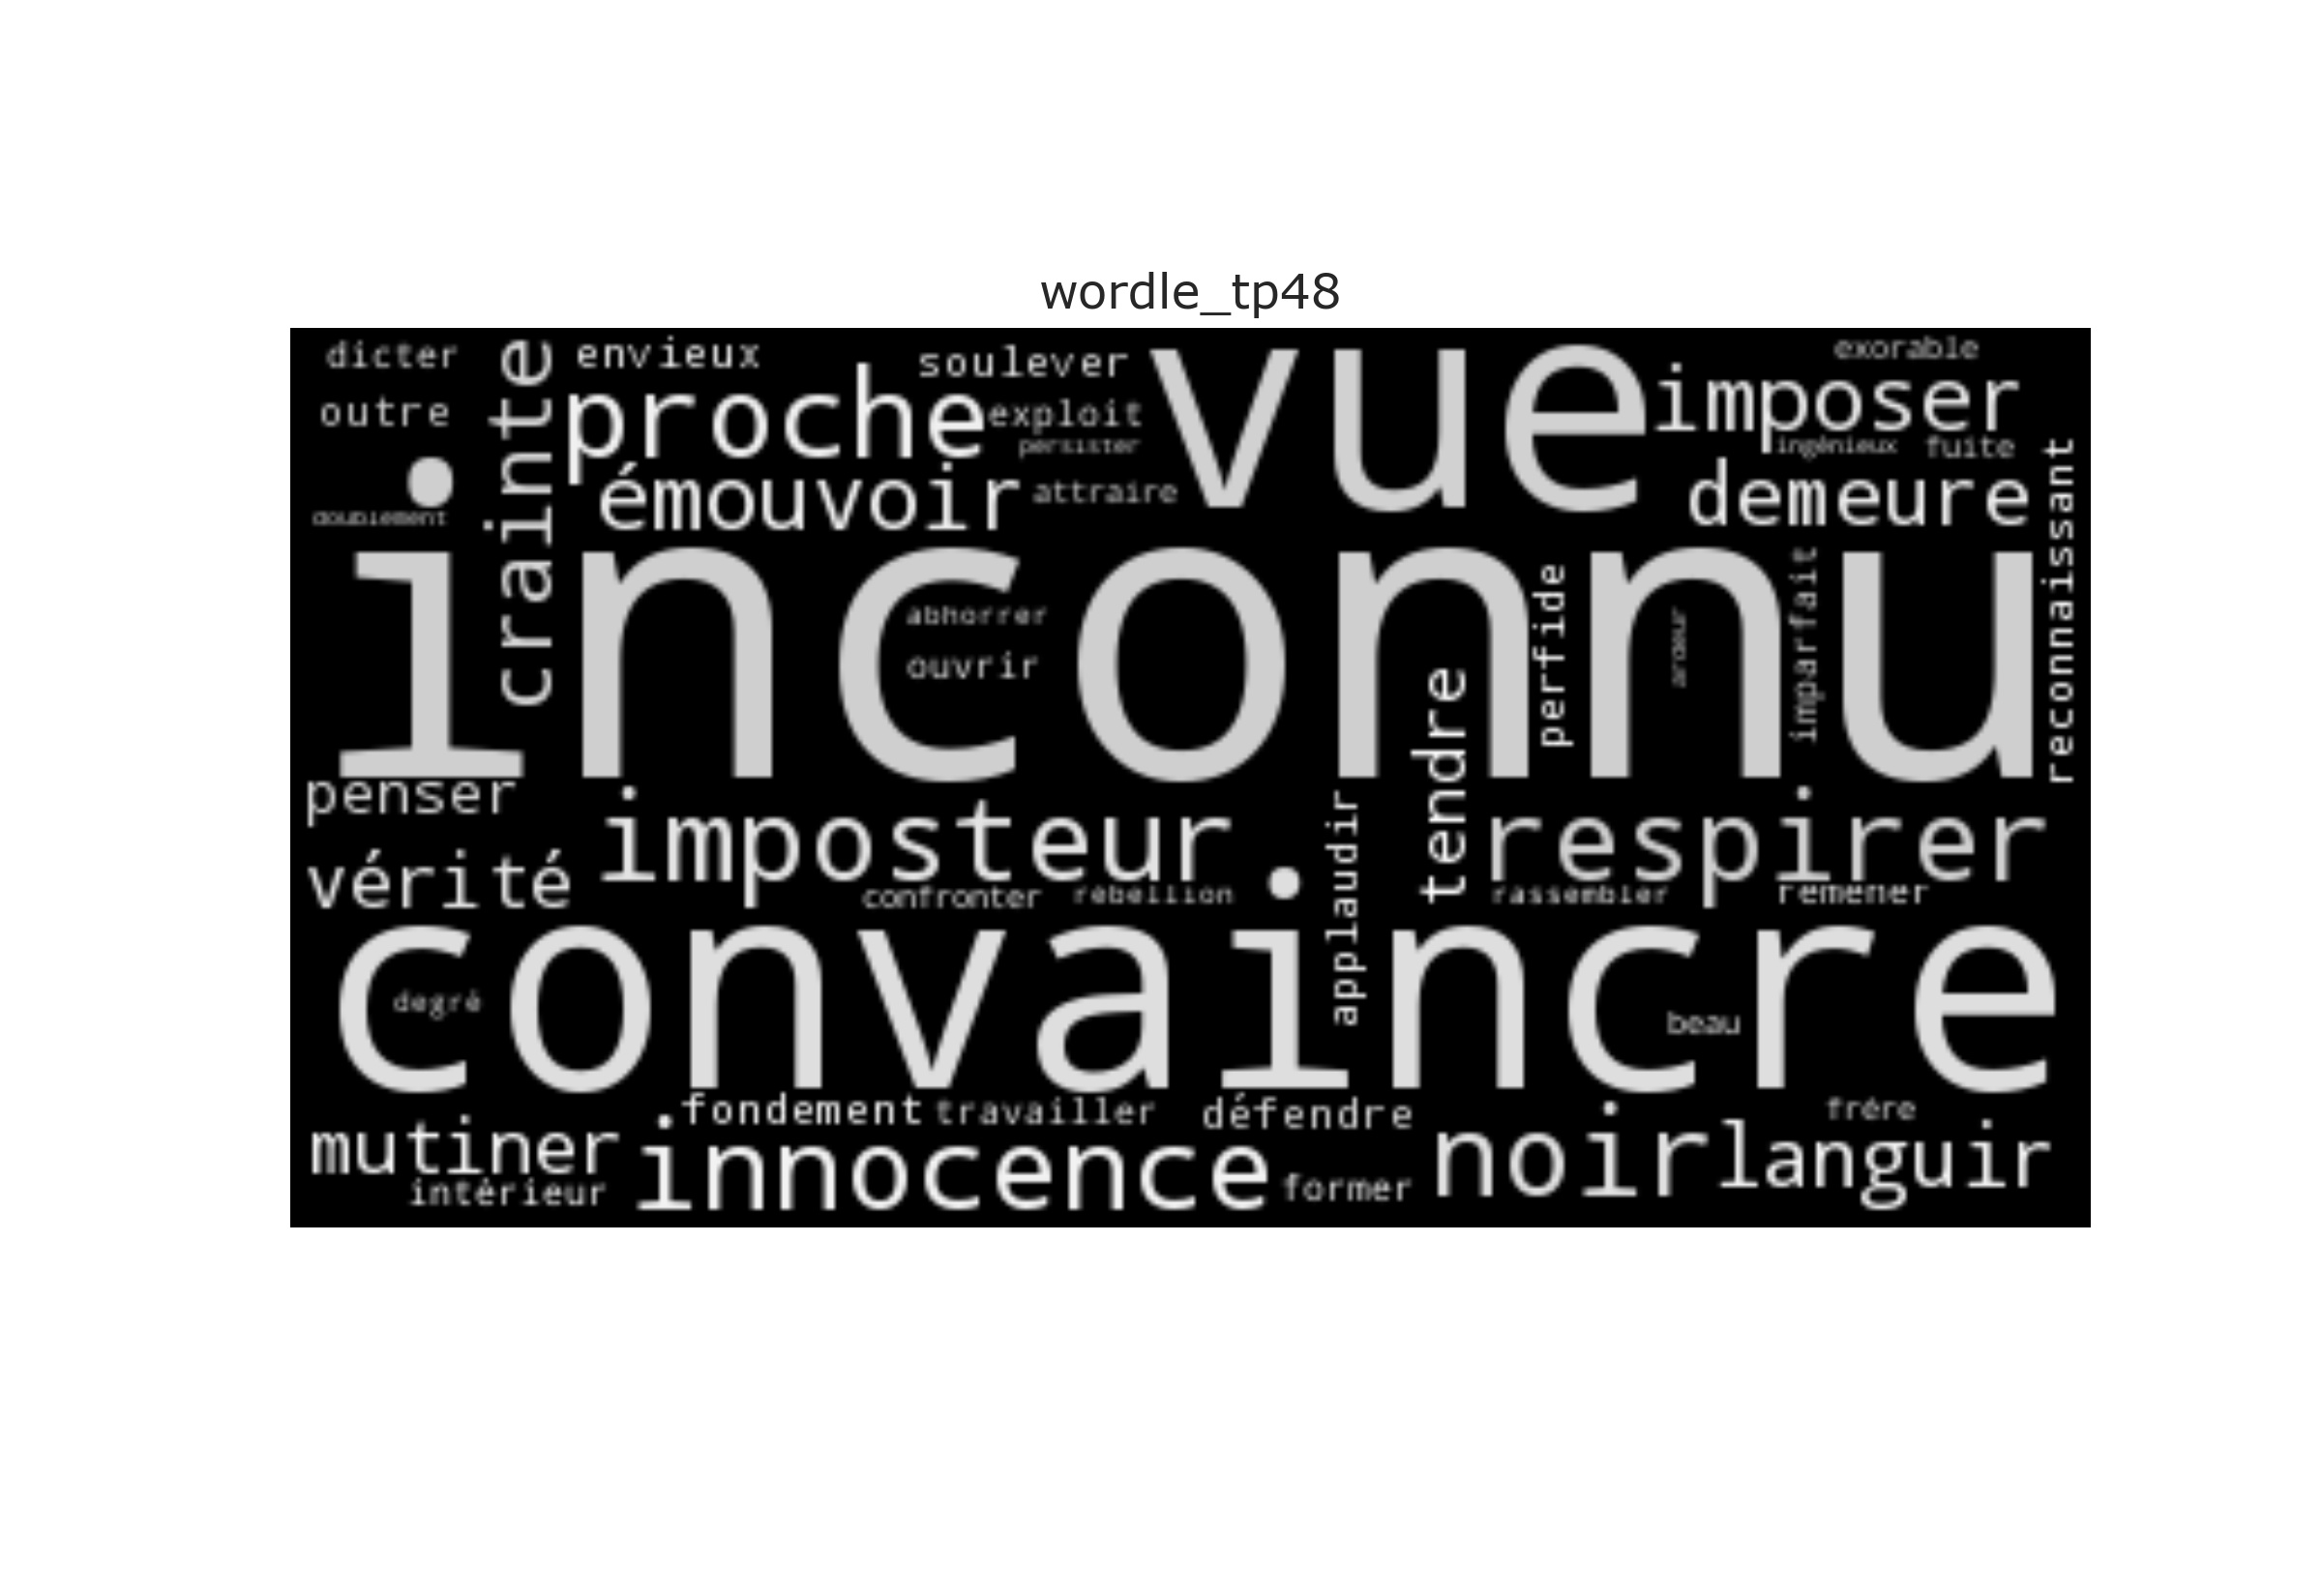 wordle_tp48
dicter
crainte
envieux
soulever
vue
exorable
outre
proche
exploit
imposer
persister
ingénieux
fuite
émouvoir
attraire
demeure
reconnaissant
doublement
inconnu
abhorrer
ouvrir
perfide
ardeur
imparfait
tendre
penser
imposteur
applaudir
respirer
vérité
confronter
rébellion
rassembler
remener
convaincre
degré
beau
fondement
travailler
défendre
frère
mutiner
innocence
noir
languir
intérieur
former